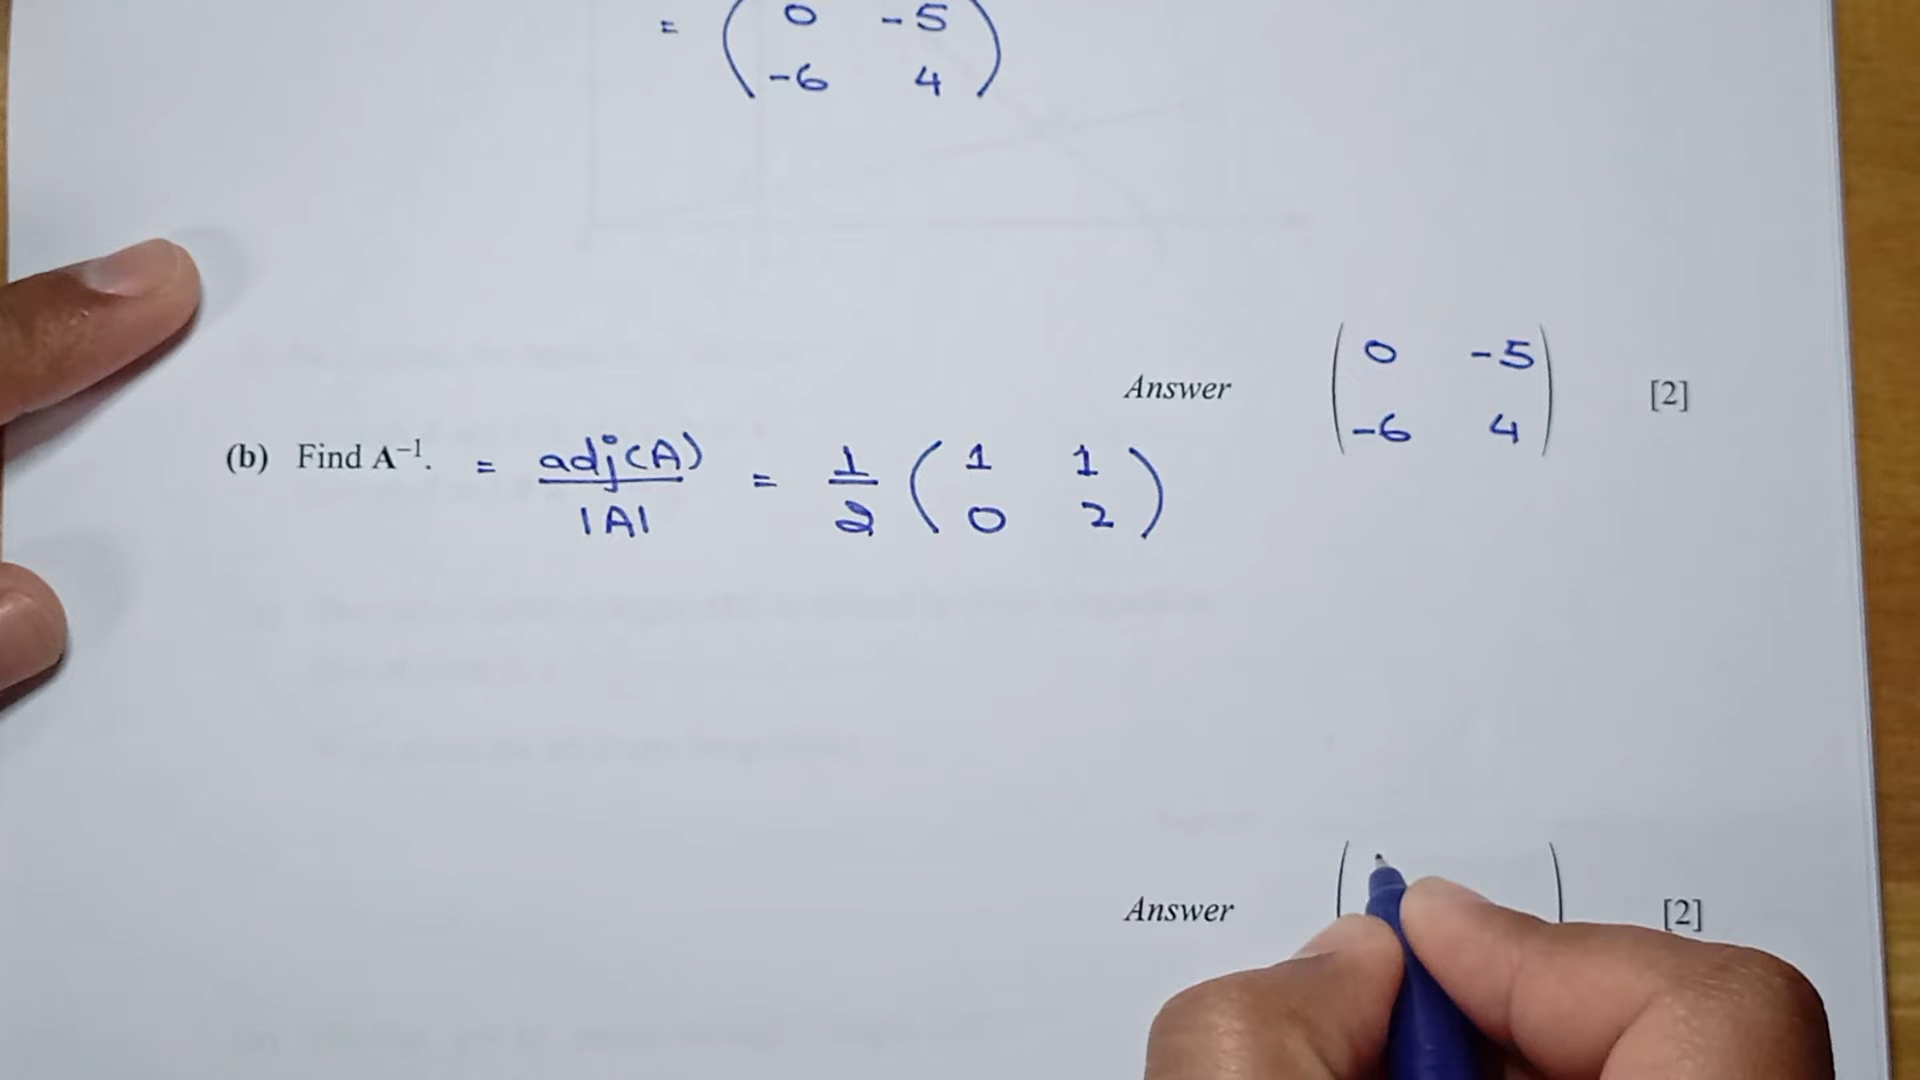 = ( 0 -5
-6 4 )
Answer ( 0 -5
-6 4 ) [2]
(b) Find A⁻¹. = adj(A) / |A| = 1/2 ( 1 1
0 2 )
Answer ( ) [2]